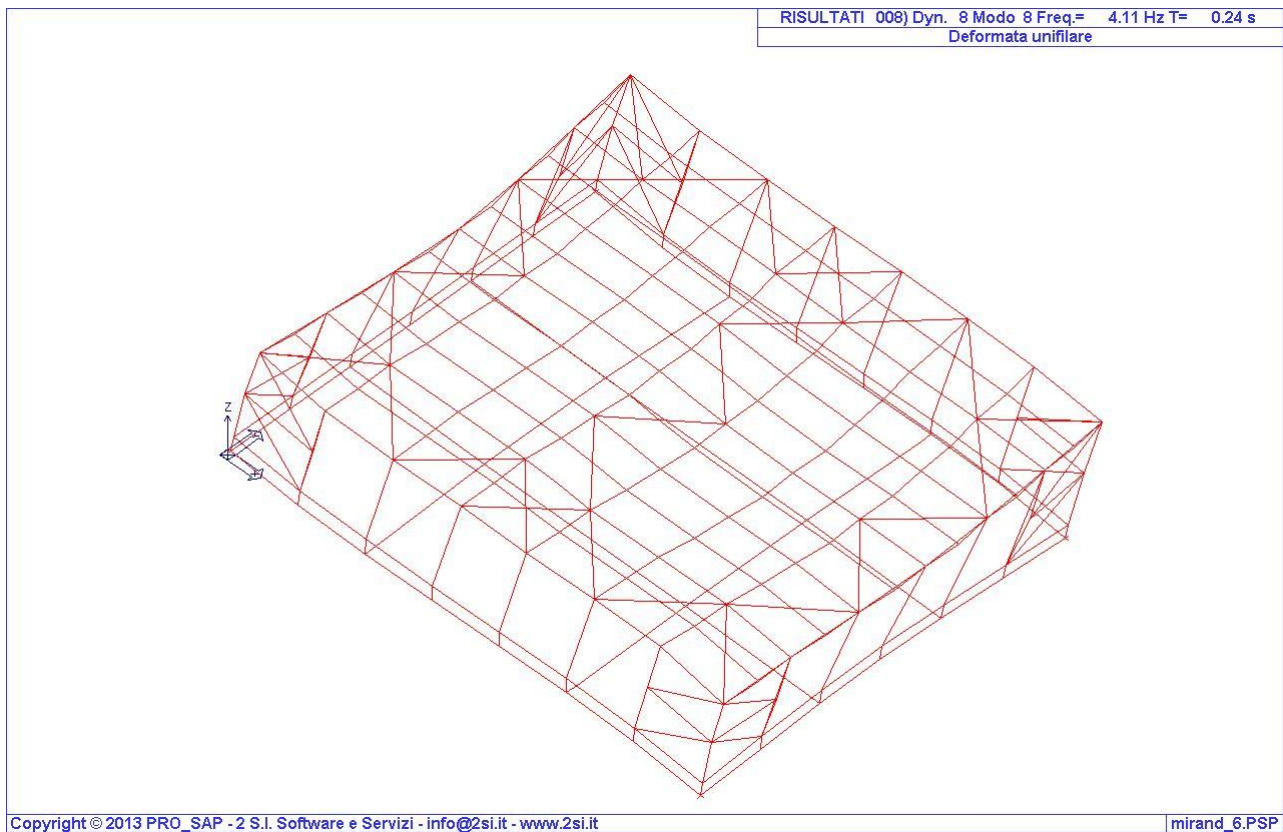 RISULTATI 008) Dyn. 8 Modo 8 Freq.= 4.11 Hz T= 0.24 s
Deformata unifilare
Z
Copyright © 2013 PRO_SAP - 2 S.I. Software e Servizi - info@2si.it - www.2si.it
mirand_6.PSP